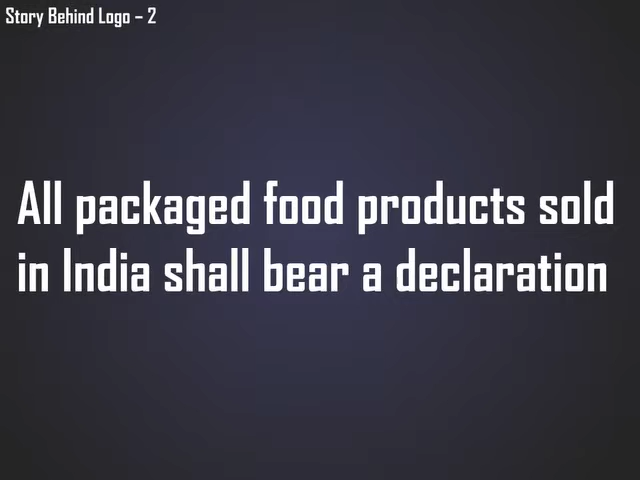 Story Behind Logo – 2
All packaged food products sold
in India shall bear a declaration